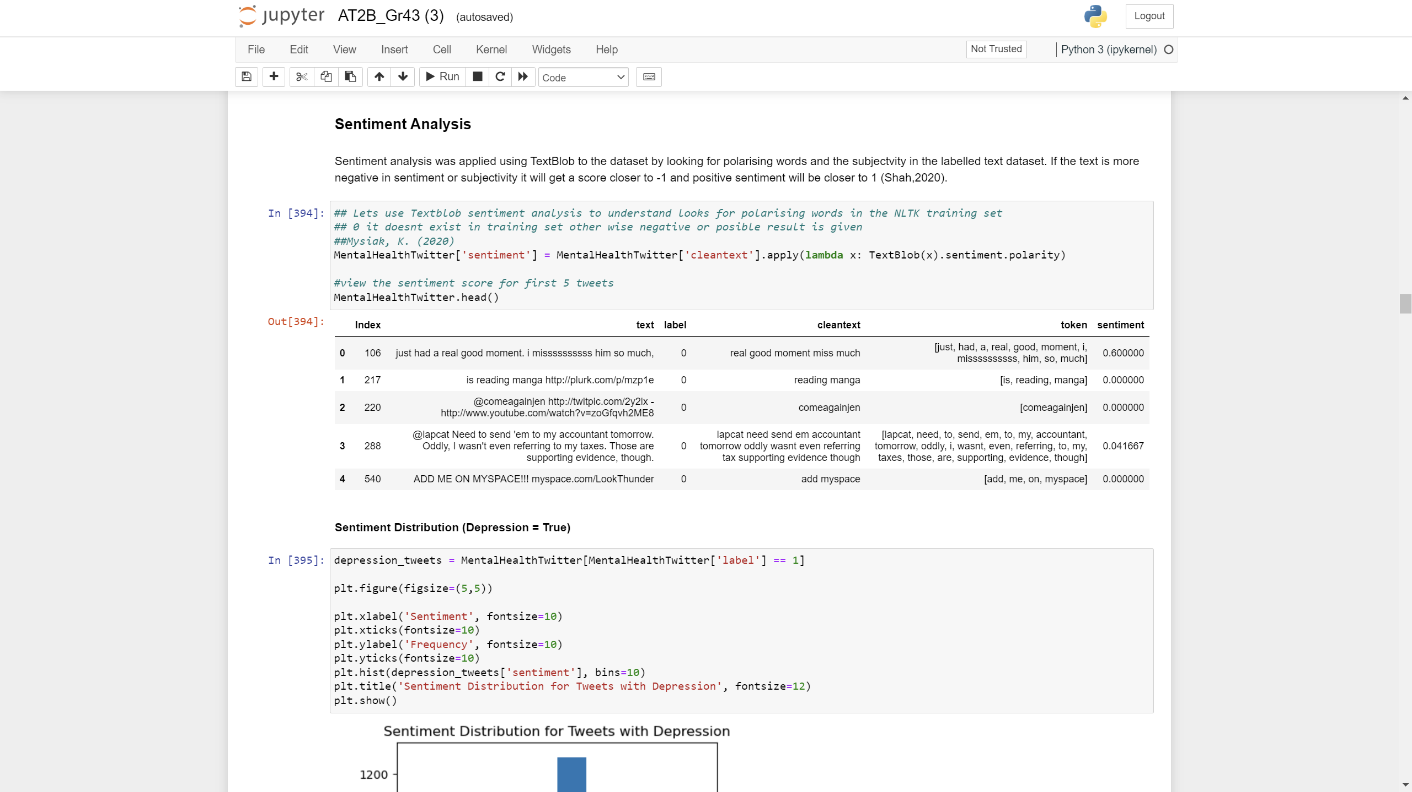 jupyter AT2B_Gr43 (3) (autosaved)
Logout
File Edit View Insert Cell Kernel Widgets Help
Not Trusted
Python 3 (ipykernel)
Run
Code
Sentiment Analysis
Sentiment analysis was applied using TextBlob to the dataset by looking for polarising words and the subjectvity in the labelled text dataset. If the text is more
negative in sentiment or subjectivity it will get a score closer to -1 and positive sentiment will be closer to 1 (Shah,2020).
In [394]:
## Lets use Textblob sentiment analysis to understand looks for polarising words in the NLTK training set
## 0 it doesnt exist in training set other wise negative or posible result is given
##Mysiak, K. (2020)
MentalHealthTwitter['sentiment'] = MentalHealthTwitter['cleantext'].apply(lambda x: TextBlob(x).sentiment.polarity)
#view the sentiment score for first 5 tweets
MentalHealthTwitter.head()
Out[394]:
Index text label cleantext token sentiment
0 106 just had a real good moment. i missssssssss him so much, 0 real good moment miss much [just, had, a, real, good, moment, i,
missssssssss, him, so, much] 0.600000
1 217 is reading manga http://plurk.com/p/mzp1e 0 reading manga [is, reading, manga] 0.000000
2 220 @comeagainjen http://twitpic.com/2y2lx -
http://www.youtube.com/watch?v=zoGfqvh2ME8 0 comeagainjen [comeagainjen] 0.000000
3 288 @lapcat Need to send 'em to my accountant tomorrow.
Oddly, I wasn't even referring to my taxes. Those are
supporting evidence, though. 0 lapcat need send em accountant
tomorrow oddly wasnt even referring
tax supporting evidence though [lapcat, need, to, send, em, to, my, accountant,
tomorrow, oddly, i, wasnt, even, referring, to, my,
taxes, those, are, supporting, evidence, though] 0.041667
4 540 ADD ME ON MYSPACE!!! myspace.com/LookThunder 0 add myspace [add, me, on, myspace] 0.000000
Sentiment Distribution (Depression = True)
In [395]:
depression_tweets = MentalHealthTwitter[MentalHealthTwitter['label'] == 1]
plt.figure(figsize=(5,5))
plt.xlabel('Sentiment', fontsize=10)
plt.xticks(fontsize=10)
plt.ylabel('Frequency', fontsize=10)
plt.yticks(fontsize=10)
plt.hist(depression_tweets['sentiment'], bins=10)
plt.title('Sentiment Distribution for Tweets with Depression', fontsize=12)
plt.show()
Sentiment Distribution for Tweets with Depression
1200